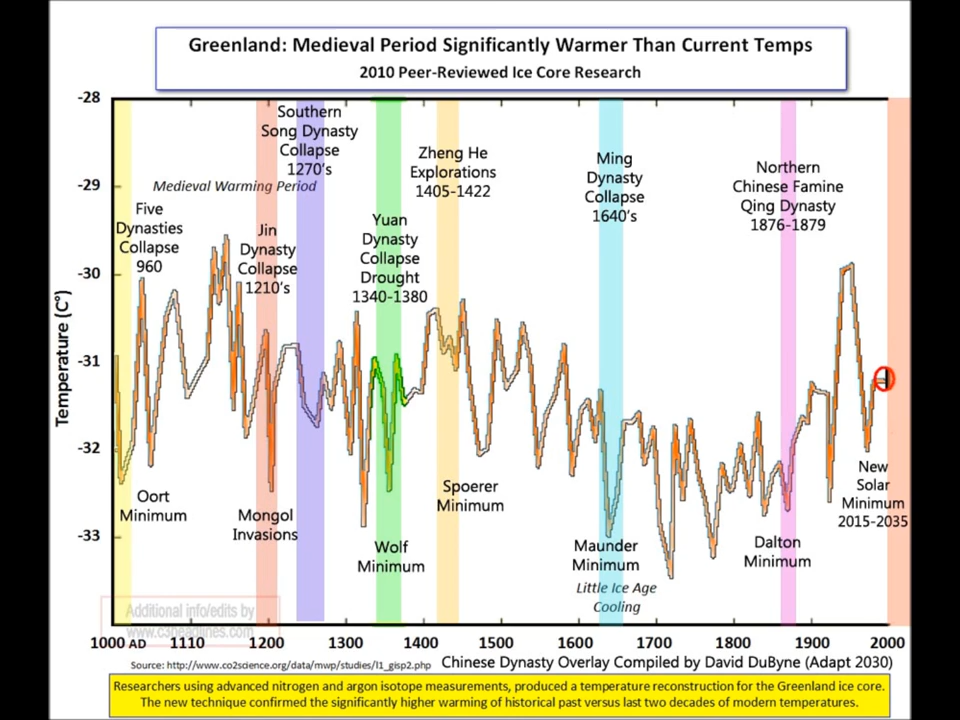 Greenland: Medieval Period Significantly Warmer Than Current Temps
2010 Peer-Reviewed Ice Core Research
-28
-29
-30
-31
-32
-33
Temperature (C°)
Southern
Song Dynasty
Collapse
1270's
Medieval Warming Period
Five
Dynasties
Collapse
960
Jin
Dynasty
Collapse
1210's
Yuan
Dynasty
Collapse
Drought
1340-1380
Zheng He
Explorations
1405-1422
Ming
Dynasty
Collapse
1640's
Northern
Chinese Famine
Qing Dynasty
1876-1879
Oort
Minimum
Mongol
Invasions
Wolf
Minimum
Spoerer
Minimum
Maunder
Minimum
Little Ice Age
Cooling
Dalton
Minimum
New
Solar
Minimum
2015-2035
Additional info/edits by
www.c3headlines.com
1000 AD 1110 1200 1300 1400 1500 1600 1700 1800 1900 2000
Source: http://www.co2science.org/data/mwp/studies/l1_gisp2.php
Chinese Dynasty Overlay Compiled by David DuByne (Adapt 2030)
Researchers using advanced nitrogen and argon isotope measurements, produced a temperature reconstruction for the Greenland ice core.
The new technique confirmed the significantly higher warming of historical past versus last two decades of modern temperatures.